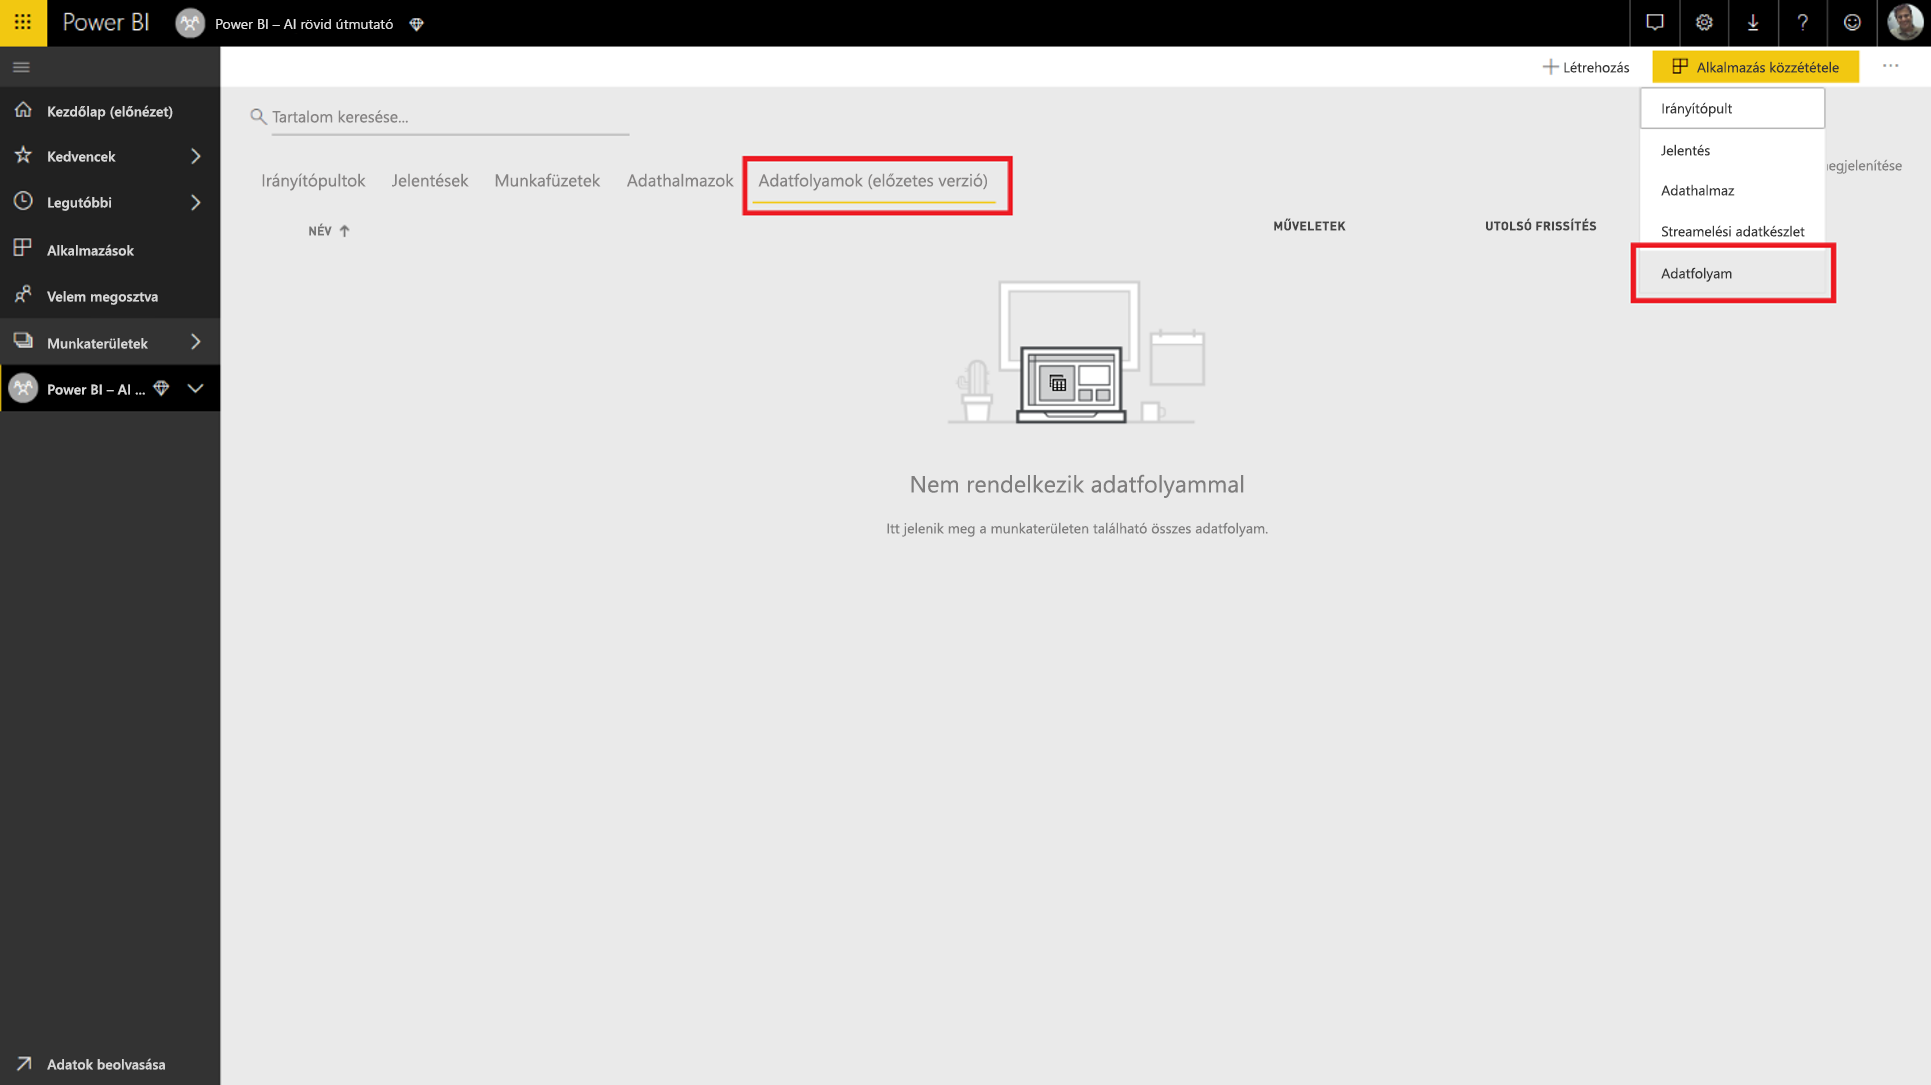 Power BI
Power BI – AI rövid útmutató
Létrehozás
Alkalmazás közzététele
Kezdőlap (előnézet)
Kedvencek
Legutóbbi
Alkalmazások
Velem megosztva
Munkaterületek
Power BI – AI ...
Adatok beolvasása
Tartalom keresése...
Irányítópultok
Jelentések
Munkafüzetek
Adathalmazok
Adatfolyamok (előzetes verzió)
NÉV
MŰVELETEK
UTOLSÓ FRISSÍTÉS
Irányítópult
Jelentés
Adathalmaz
Streamelési adatkészlet
Adatfolyam
Nem rendelkezik adatfolyammal
Itt jelenik meg a munkaterületen található összes adatfolyam.